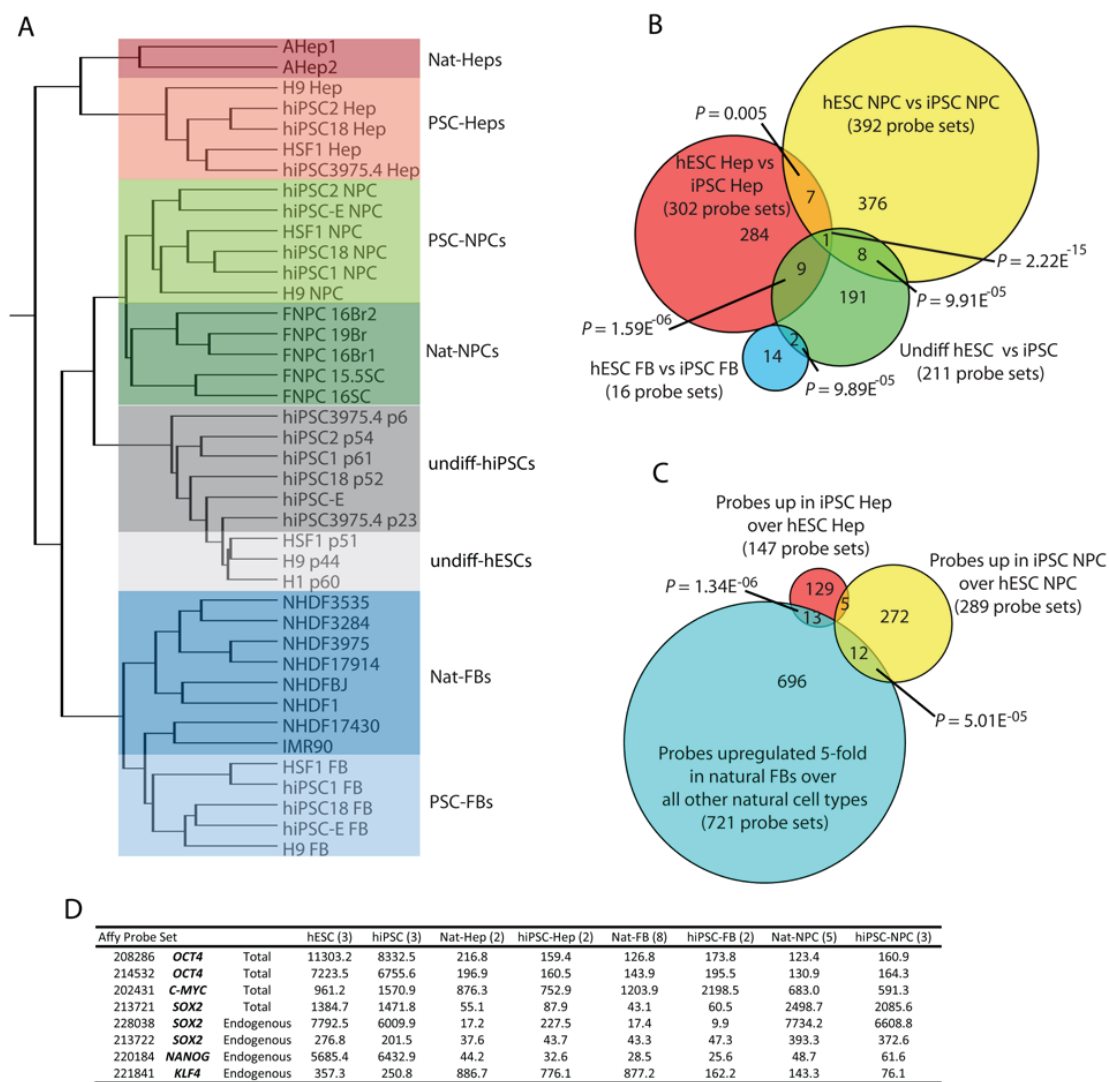 A
AHep1
AHep2
Nat-Heps
H9 Hep
hiPSC2 Hep
hiPSC18 Hep
HSF1 Hep
hiPSC3975.4 Hep
PSC-Heps
hiPSC2 NPC
hiPSC-E NPC
HSF1 NPC
hiPSC18 NPC
hiPSC1 NPC
H9 NPC
PSC-NPCs
FNPC 16Br2
FNPC 19Br
FNPC 16Br1
FNPC 15.5SC
FNPC 16SC
Nat-NPCs
hiPSC3975.4 p6
hiPSC2 p54
hiPSC1 p61
hiPSC18 p52
hiPSC-E
hiPSC3975.4 p23
undiff-hiPSCs
HSF1 p51
H9 p44
H1 p60
undiff-hESCs
NHDF3535
NHDF3284
NHDF3975
NHDF17914
NHDFBJ
NHDF1
NHDF17430
IMR90
Nat-FBs
HSF1 FB
hiPSC1 FB
hiPSC18 FB
hiPSC-E FB
H9 FB
PSC-FBs
B
hESC NPC vs iPSC NPC
(392 probe sets)
P = 0.005
hESC Hep vs
iPSC Hep
(302 probe sets)
7
376
284
1
8
9
191
P = 2.22E-15
P = 9.91E-05
P = 1.59E-06
2
14
hESC FB vs iPSC FB
(16 probe sets)
P = 9.89E-05
Undiff hESC vs iPSC
(211 probe sets)
C
Probes up in iPSC Hep
over hESC Hep
(147 probe sets)
Probes up in iPSC NPC
over hESC NPC
(289 probe sets)
P = 1.34E-06
129
5
13
272
12
696
P = 5.01E-05
Probes upregulated 5-fold
in natural FBs over
all other natural cell types
(721 probe sets)
D
Affy Probe Set hESC (3) hiPSC (3) Nat-Hep (2) hiPSC-Hep (2) Nat-FB (8) hiPSC-FB (2) Nat-NPC (5) hiPSC-NPC (3)
208286 OCT4 Total 11303.2 8332.5 216.8 159.4 126.8 173.8 123.4 160.9
214532 OCT4 Total 7223.5 6755.6 196.9 160.5 143.9 195.5 130.9 164.3
202431 C-MYC Total 961.2 1570.9 876.3 752.9 1203.9 2198.5 683.0 591.3
213721 SOX2 Total 1384.7 1471.8 55.1 87.9 43.1 60.5 2498.7 2085.6
228038 SOX2 Endogenous 7792.5 6009.9 17.2 227.5 17.4 9.9 7734.2 6608.8
213722 SOX2 Endogenous 276.8 201.5 37.6 43.7 43.3 47.3 393.3 372.6
220184 NANOG Endogenous 5685.4 6432.9 44.2 32.6 28.5 25.6 48.7 61.6
221841 KLF4 Endogenous 357.3 250.8 886.7 776.1 877.2 162.2 143.3 76.1